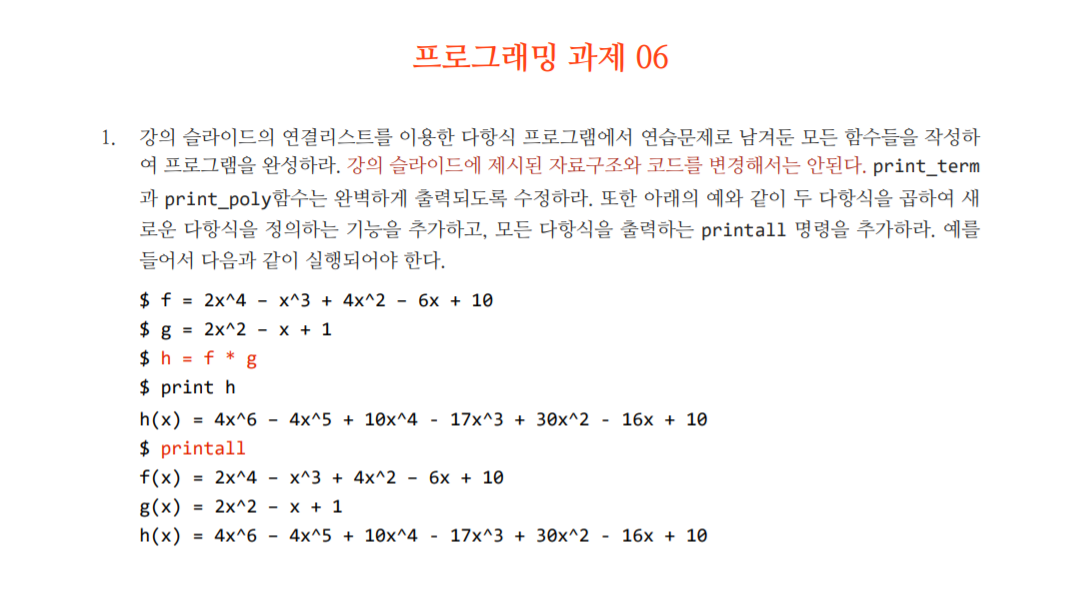 프로그래밍 과제 06
1. 강의 슬라이드의 연결리스트를 이용한 다항식 프로그램에서 연습문제로 남겨둔 모든 함수들을 작성하
여 프로그램을 완성하라. 강의 슬라이드에 제시된 자료구조와 코드를 변경해서는 안된다. print_term
과 print_poly함수는 완벽하게 출력되도록 수정하라. 또한 아래의 예와 같이 두 다항식을 곱하여 새
로운 다항식을 정의하는 기능을 추가하고, 모든 다항식을 출력하는 printall 명령을 추가하라. 예를
들어서 다음과 같이 실행되어야 한다.
$ f = 2x^4 – x^3 + 4x^2 – 6x + 10
$ g = 2x^2 – x + 1
$ h = f * g
$ print h
h(x) = 4x^6 – 4x^5 + 10x^4 - 17x^3 + 30x^2 - 16x + 10
$ printall
f(x) = 2x^4 – x^3 + 4x^2 – 6x + 10
g(x) = 2x^2 – x + 1
h(x) = 4x^6 – 4x^5 + 10x^4 - 17x^3 + 30x^2 - 16x + 10